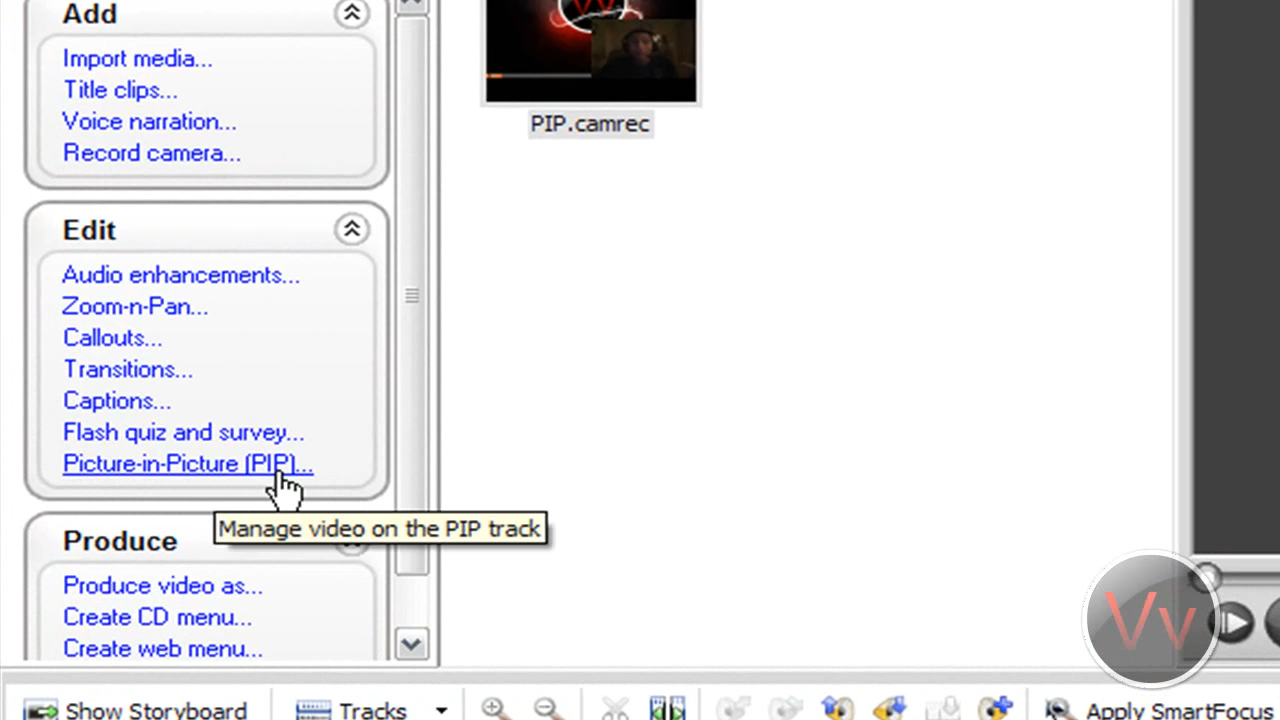 Add
Import media...
Title clips...
Voice narration...
Record camera...
PIP.camrec
Edit
Audio enhancements...
Zoom-n-Pan...
Callouts...
Transitions...
Captions...
Flash quiz and survey...
Picture-in-Picture (PIP)...
Manage video on the PIP track
Produce
Produce video as...
Create CD menu...
Create web menu...
Vv
Show Storyboard
Tracks
Apply SmartFocus